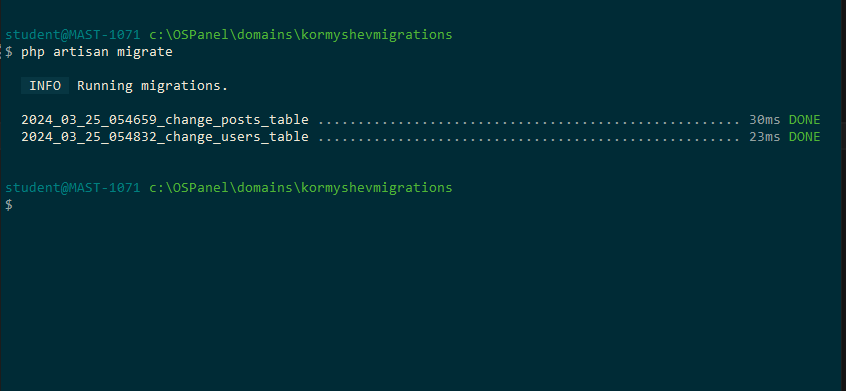 student@MAST-1071 c:\OSPanel\domains\kormyshevmigrations
$ php artisan migrate
INFO Running migrations.
2024_03_25_054659_change_posts_table .................................................. 30ms DONE
2024_03_25_054832_change_users_table .................................................. 23ms DONE
student@MAST-1071 c:\OSPanel\domains\kormyshevmigrations
$